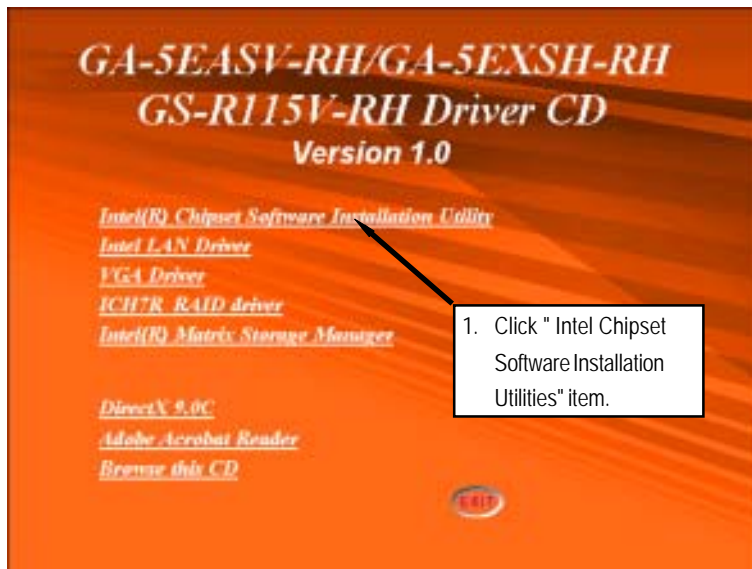 GA-5EASV-RH/GA-5EXSH-RH
GS-R115V-RH Driver CD
Version 1.0
Intel(R) Chipset Software Installation Utility
Intel LAN Driver
VGA Driver
ICH7R RAID driver
Intel(R) Matrix Storage Manager
1. Click " Intel Chipset
Software Installation
Utilities" item.
DirectX 9.0C
Adobe Acrobat Reader
Browse this CD
EXIT